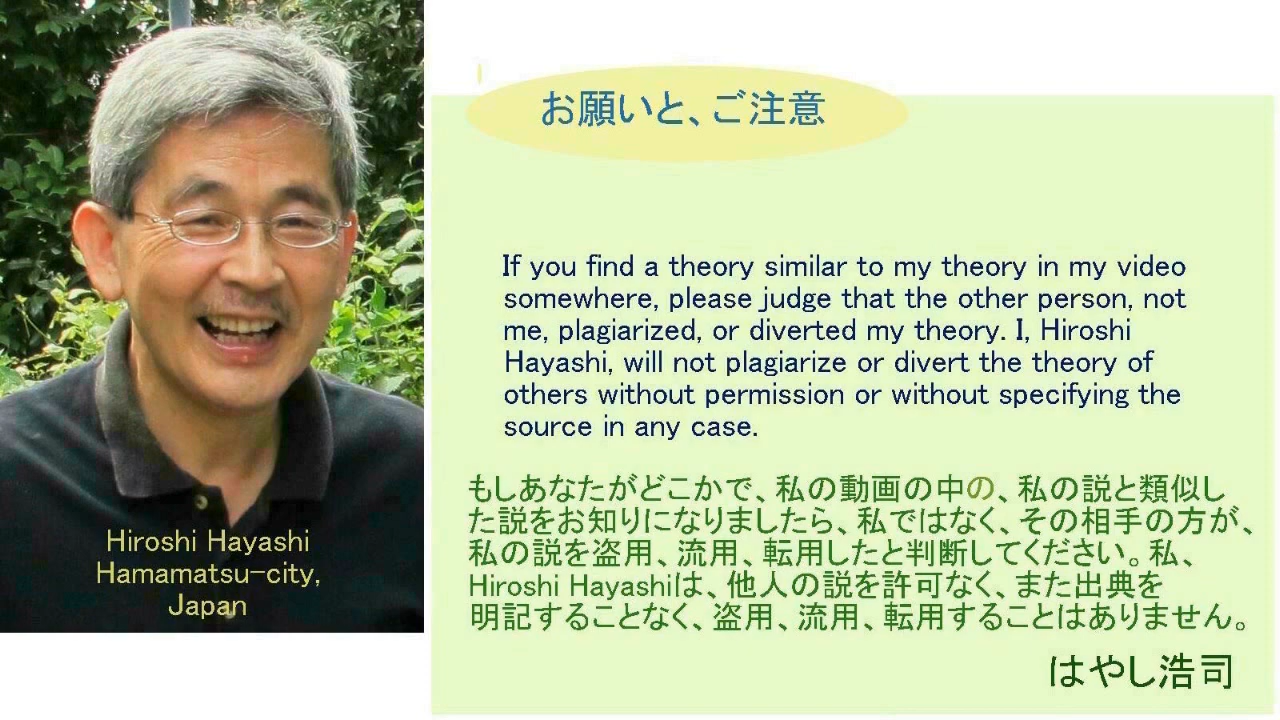 お願いと、ご注意
If you find a theory similar to my theory in my video
somewhere, please judge that the other person, not
me, plagiarized, or diverted my theory. I, Hiroshi
Hayashi, will not plagiarize or divert the theory of
others without permission or without specifying the
source in any case.
もしあなたがどこかで、私の動画の中の、私の説と類似し
た説をお知りになりましたら、私ではなく、その相手の方が、
私の説を盗用、流用、転用したと判断してください。私、
Hiroshi Hayashiは、他人の説を許可なく、また出典を
明記することなく、盗用、流用、転用することはありません。
はやし浩司
Hiroshi Hayashi
Hamamatsu-city,
Japan